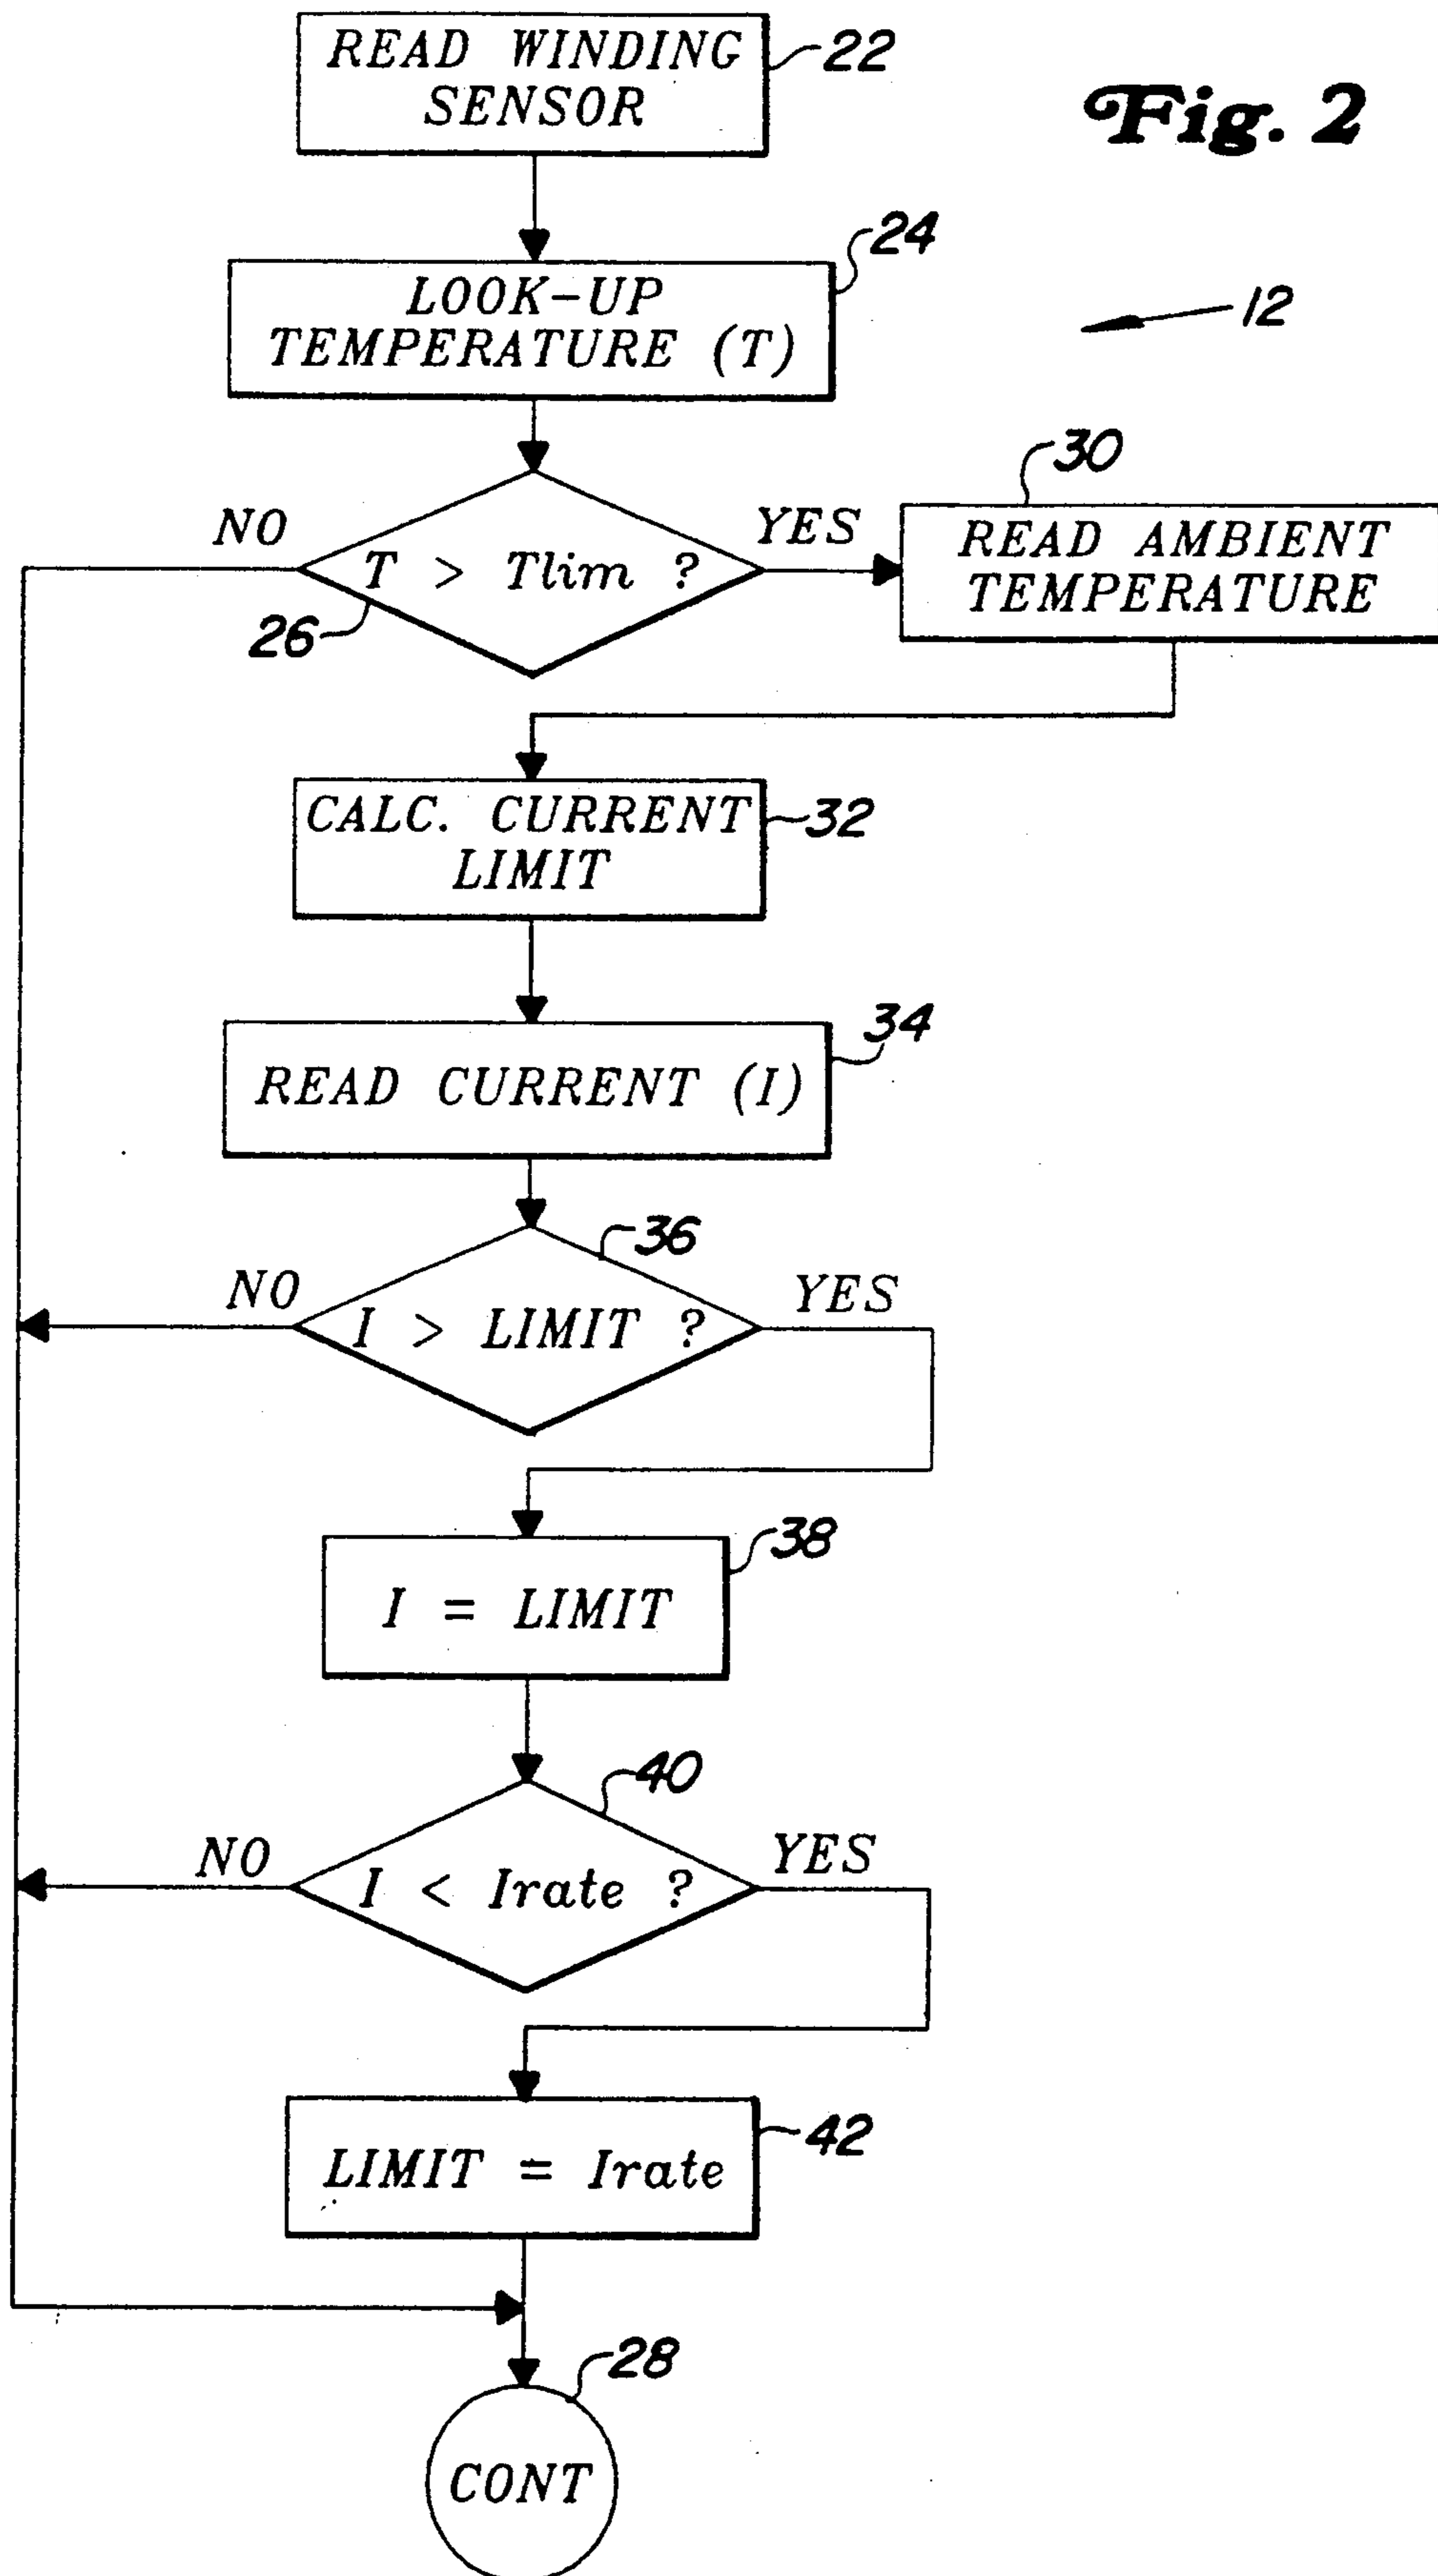 READ WINDING
SENSOR
22
Fig. 2
24
LOOK-UP
TEMPERATURE (T)
12
30
NO
YES
READ AMBIENT
TEMPERATURE
T > Tlim ?
26
CALC. CURRENT
LIMIT
32
34
READ CURRENT (I)
36
NO
YES
I > LIMIT ?
38
I = LIMIT
40
NO
YES
I < Irate ?
42
LIMIT = Irate
28
CONT